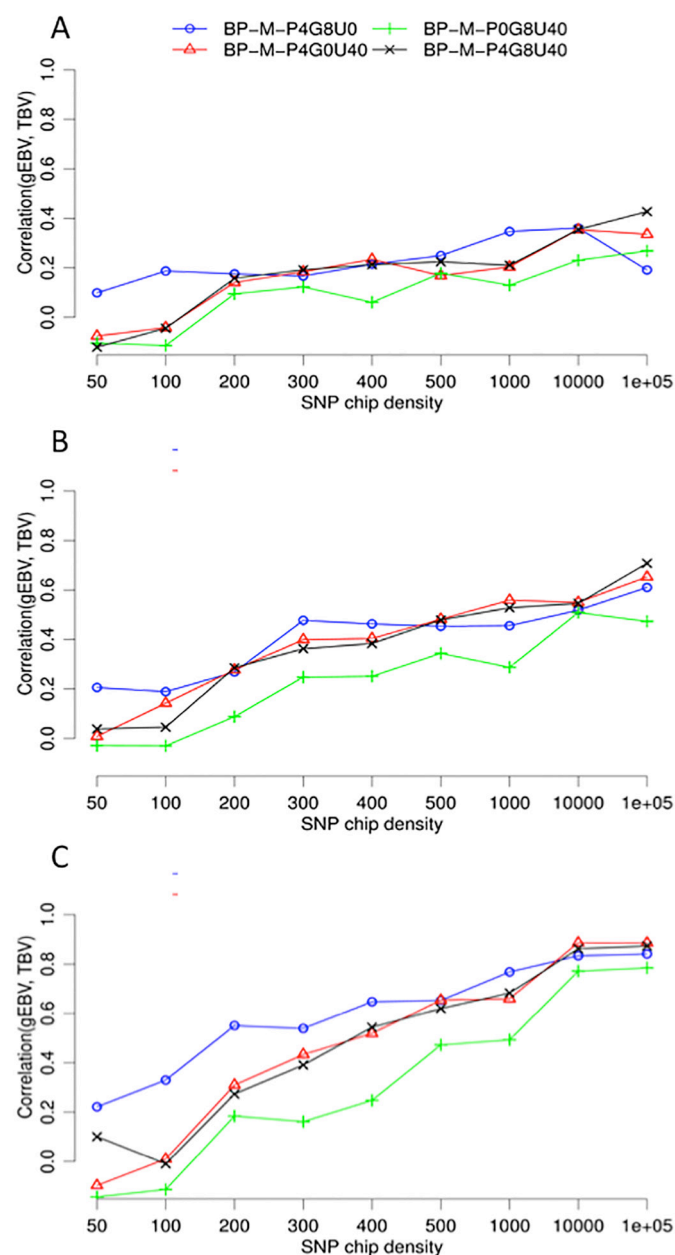 A
BP-M-P4G8U0 BP-M-P0G8U40
BP-M-P4G0U40 BP-M-P4G8U40
Correlation(gEBV, TBV)
1.0
0.8
0.6
0.4
0.2
0.0
50 100 200 300 400 500 1000 10000 1e+05
SNP chip density
B
Correlation(gEBV, TBV)
1.0
0.8
0.6
0.4
0.2
0.0
50 100 200 300 400 500 1000 10000 1e+05
SNP chip density
C
Correlation(gEBV, TBV)
1.0
0.8
0.6
0.4
0.2
0.0
50 100 200 300 400 500 1000 10000 1e+05
SNP chip density